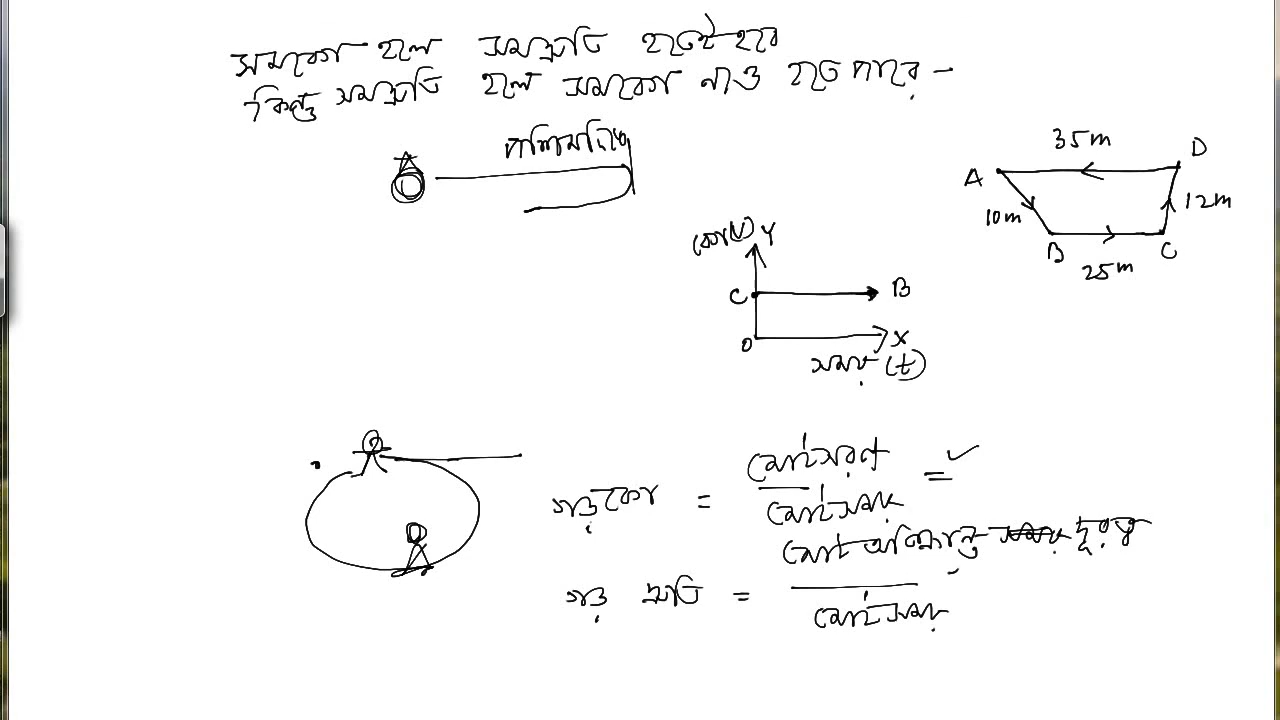 সমবেগ হলে সমদ্রুতি হতেই হবে
কিন্তু সমদ্রুতি হলে সমবেগ নাও হতে পারে -
35m
D
A
12m
10m
B
C
25m
বেগ(v) Y
C
B
O
X
সময় (t)
গড়বেগ = মোট সরণ / মোট সময় =
গড় দ্রুতি = মোট অতিক্রান্ত দূরত্ব / মোট সময়